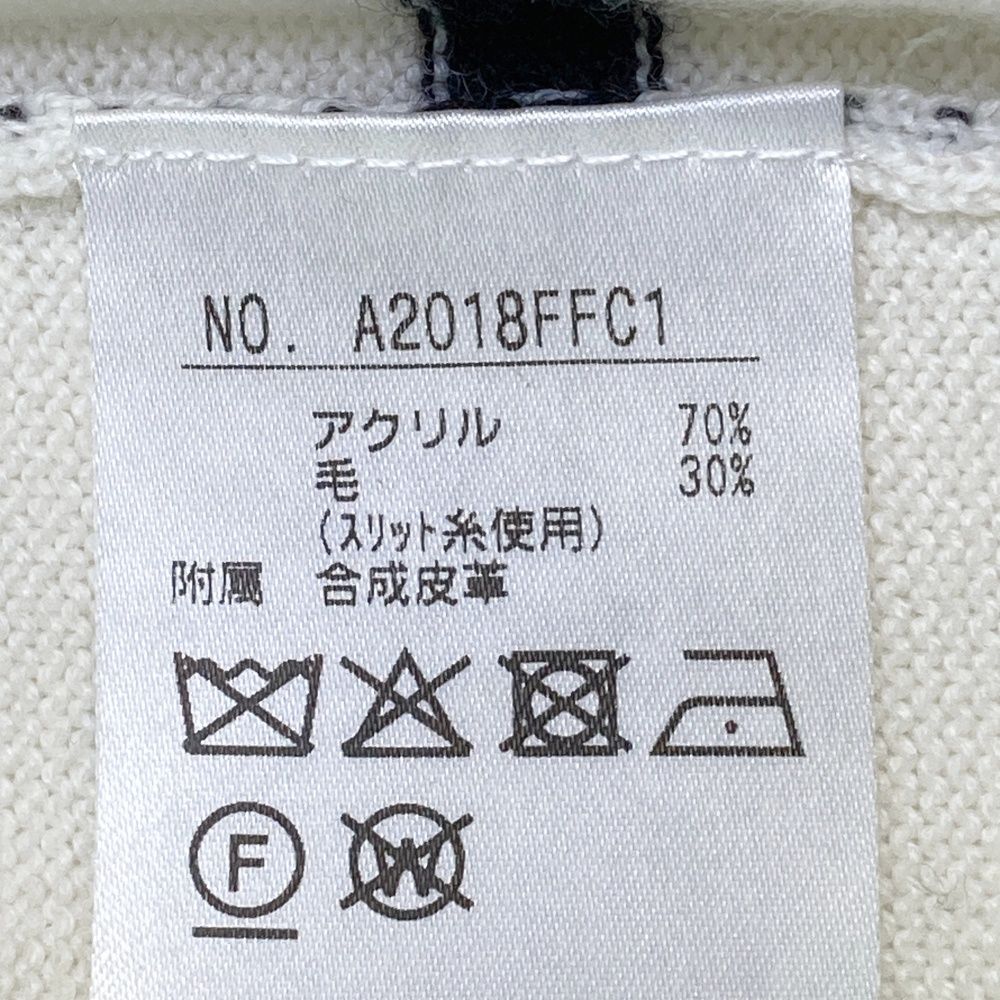 NO. A2018FFC1
アクリル 70%
毛 30%
(スリット糸使用)
附属 合成皮革
F
W